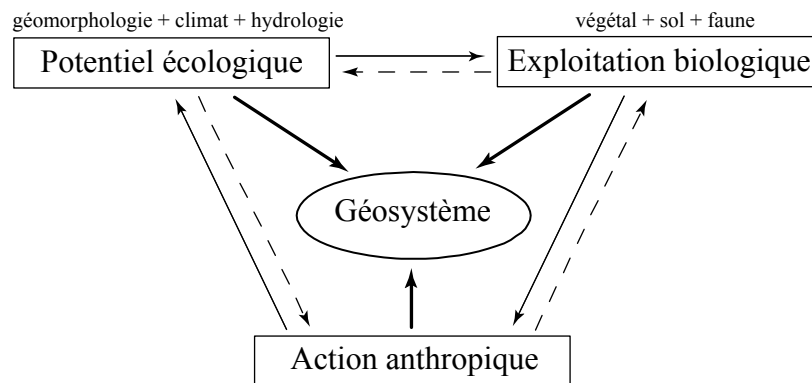 géomorphologie + climat + hydrologie
végétal + sol + faune
Potentiel écologique
Exploitation biologique
Géosystème
Action anthropique